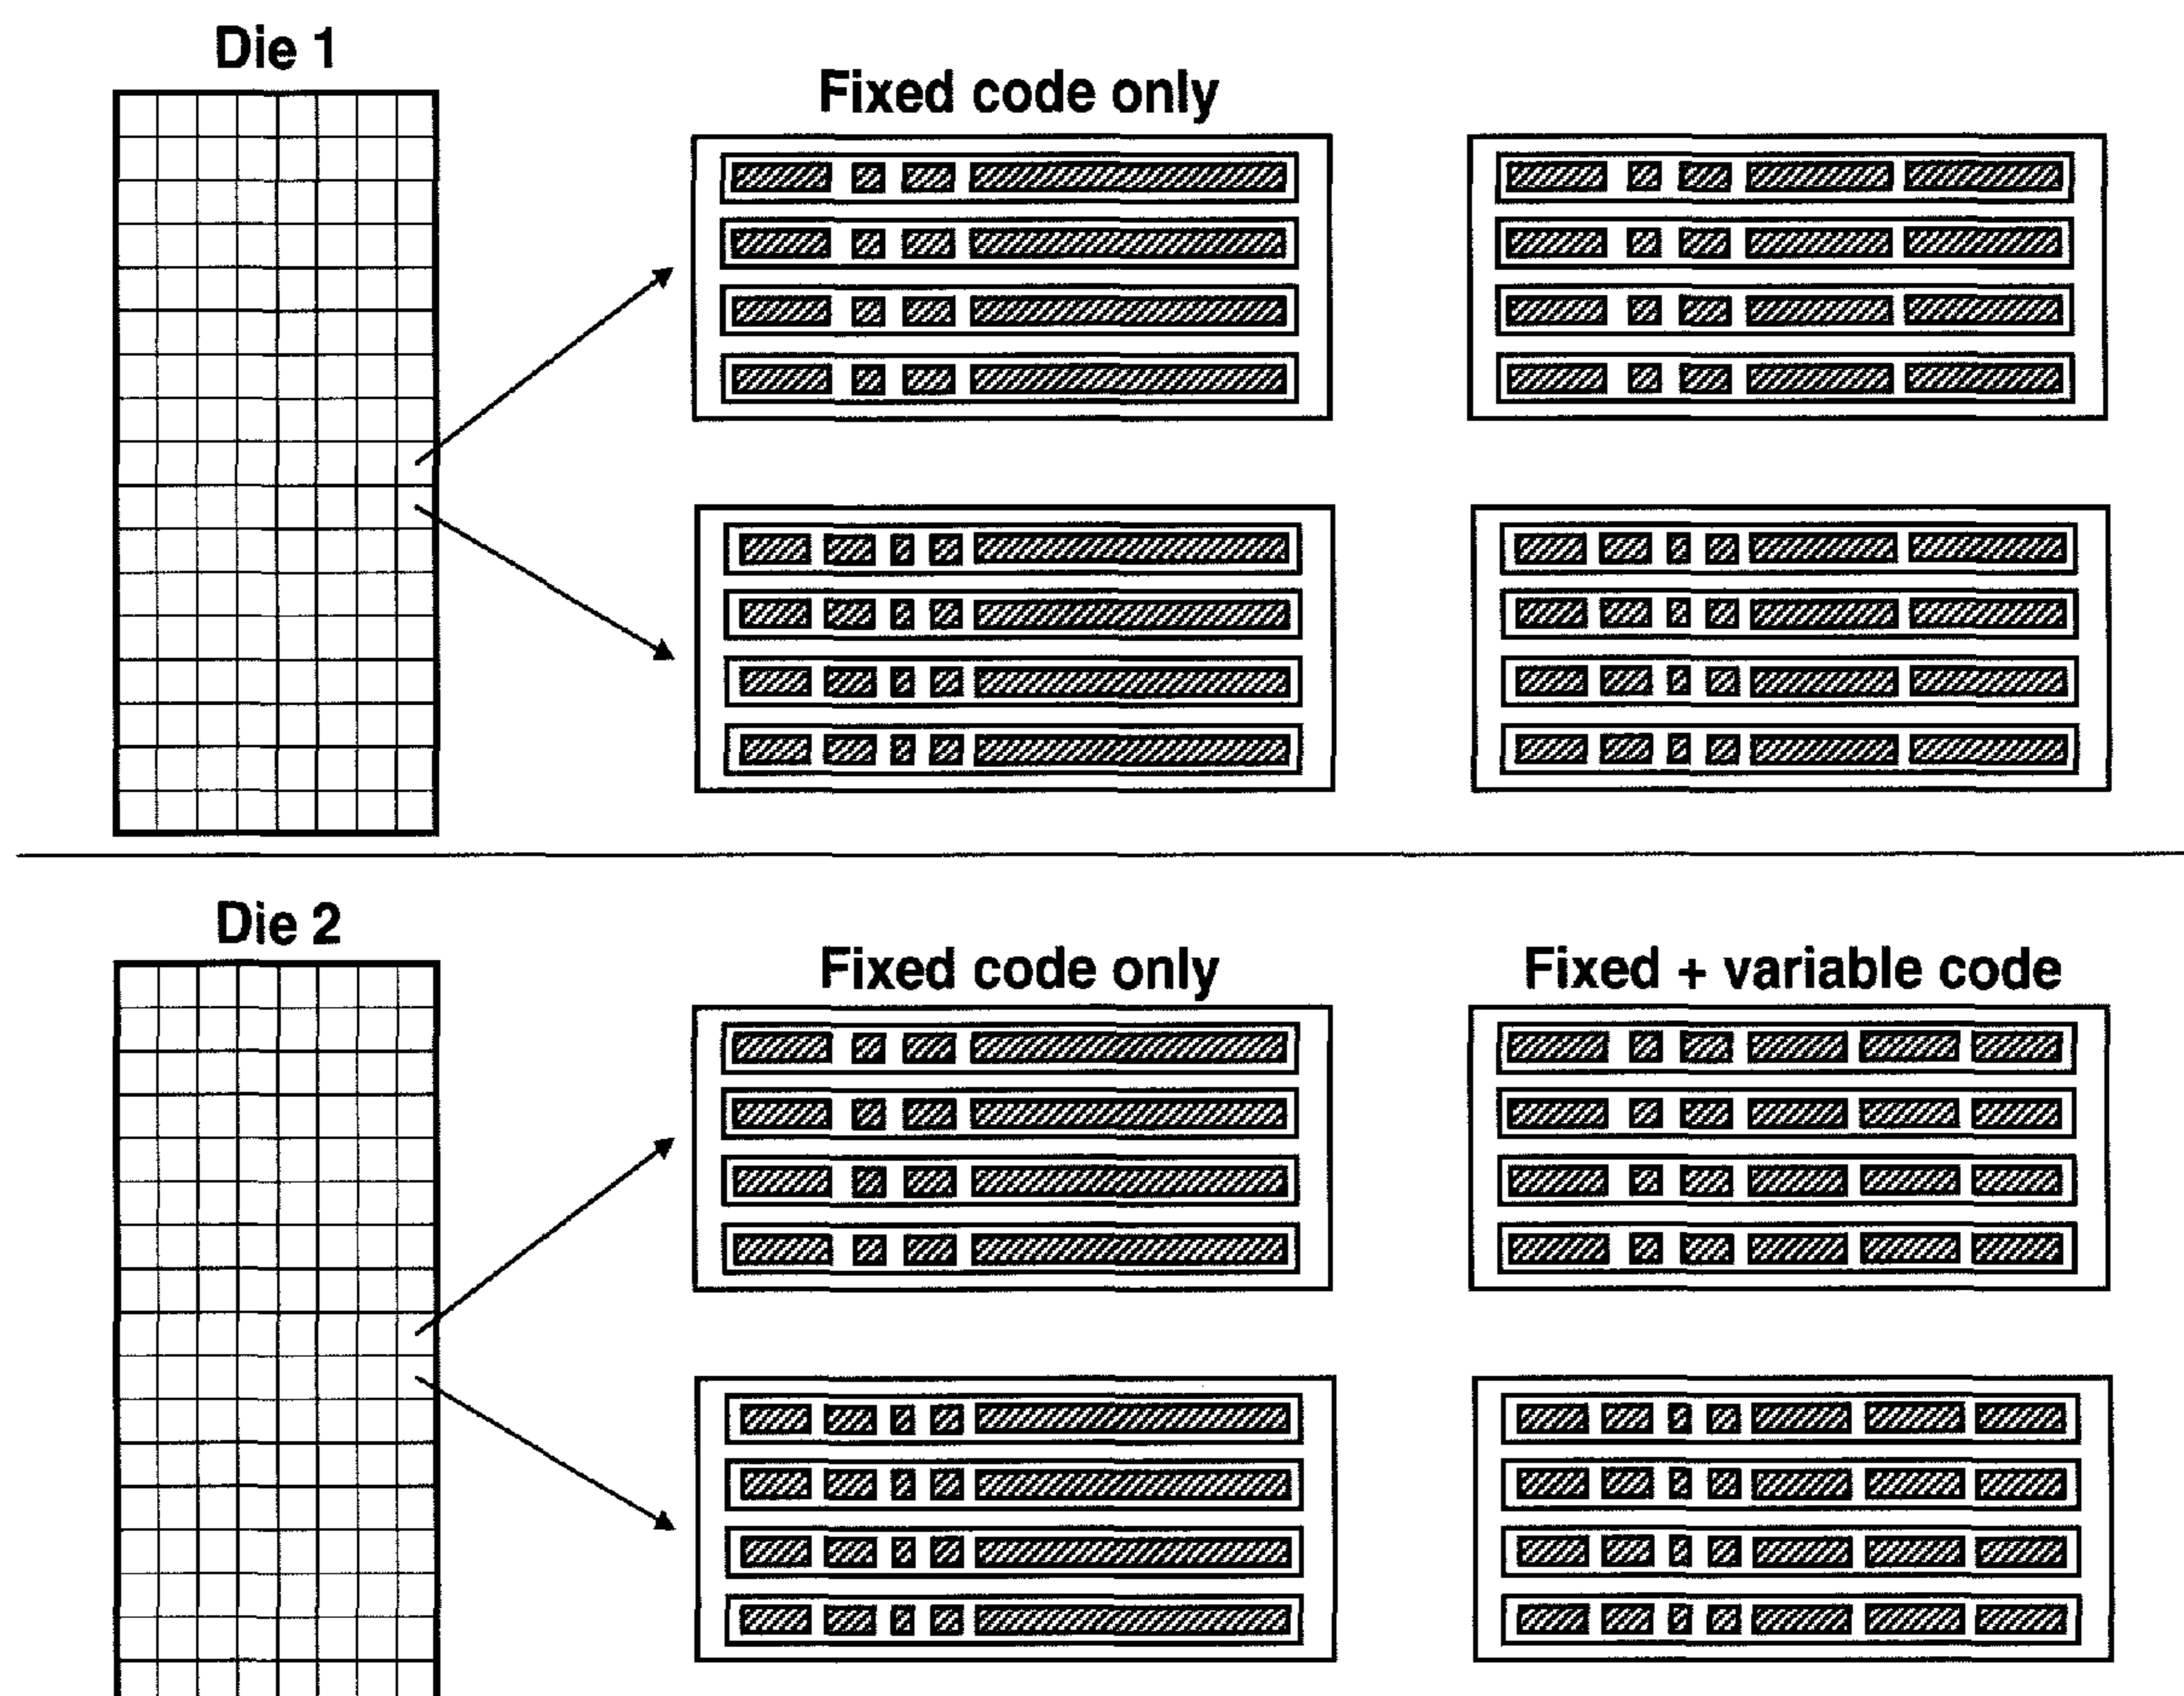 Die 1
Fixed code only
Die 2
Fixed code only
Fixed + variable code